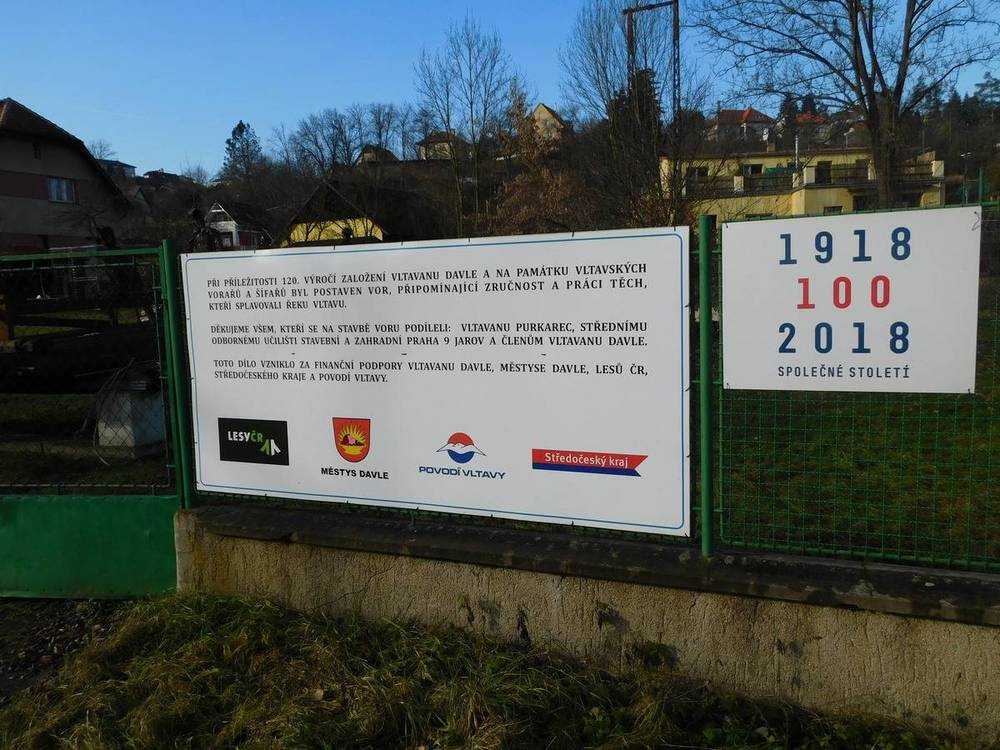 PŘI PŘÍLEŽITOSTI 120. VÝROČÍ ZALOŽENÍ VLTAVANU DAVLE A NA PAMÁTKU VLTAVSKÝCH
VORAŘŮ A ŠÍFAŘŮ BYL POSTAVEN VOR, PŘIPOMÍNAJÍCÍ ZRUČNOST A PRÁCI TĚCH,
KTEŘÍ SPLAVOVALI ŘEKU VLTAVU.
DĚKUJEME VŠEM, KTEŘÍ SE NA STAVBĚ VORU PODÍLELI: VLTAVANU PURKAREC, STŘEDNÍMU
ODBORNÉMU UČILIŠTI STAVEBNÍ A ZAHRADNÍ PRAHA 9 JAROV A ČLENŮM VLTAVANU DAVLE.
TOTO DÍLO VZNIKLO ZA FINANČNÍ PODPORY VLTAVANU DAVLE, MĚSTYSE DAVLE, LESŮ ČR,
STŘEDOČESKÉHO KRAJE A POVODÍ VLTAVY.
LESY ČR
MĚSTYS DAVLE
POVODÍ VLTAVY
Středočeský kraj
1918
100
2018
SPOLEČNÉ STOLETÍ